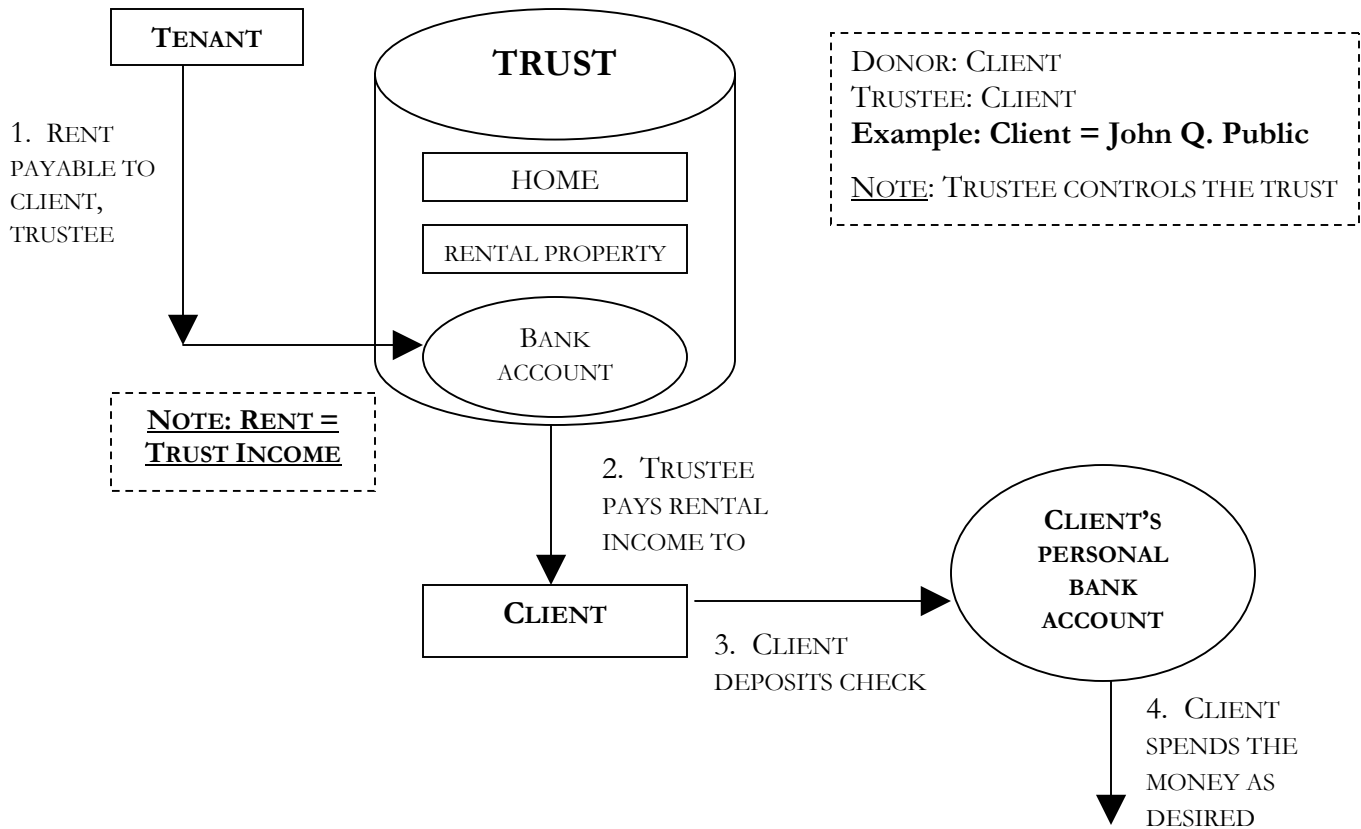 TENANT
TRUST
DONOR: CLIENT
TRUSTEE: CLIENT
Example: Client = John Q. Public
NOTE: TRUSTEE CONTROLS THE TRUST
1. RENT
PAYABLE TO
CLIENT,
TRUSTEE
HOME
RENTAL PROPERTY
BANK
ACCOUNT
NOTE: RENT =
TRUST INCOME
2. TRUSTEE
PAYS RENTAL
INCOME TO
CLIENT
3. CLIENT
DEPOSITS CHECK
CLIENT'S
PERSONAL
BANK
ACCOUNT
4. CLIENT
SPENDS THE
MONEY AS
DESIRED